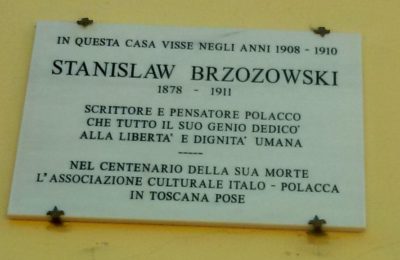 IN QUESTA CASA VISSE NEGLI ANNI 1908 - 1910
STANISLAW BRZOZOWSKI
1878 - 1911
SCRITTORE E PENSATORE POLACCO
CHE TUTTO IL SUO GENIO DEDICO'
ALLA LIBERTA' E DIGNITA' UMANA
-----
NEL CENTENARIO DELLA SUA MORTE
L'ASSOCIAZIONE CULTURALE ITALO - POLACCA
IN TOSCANA POSE